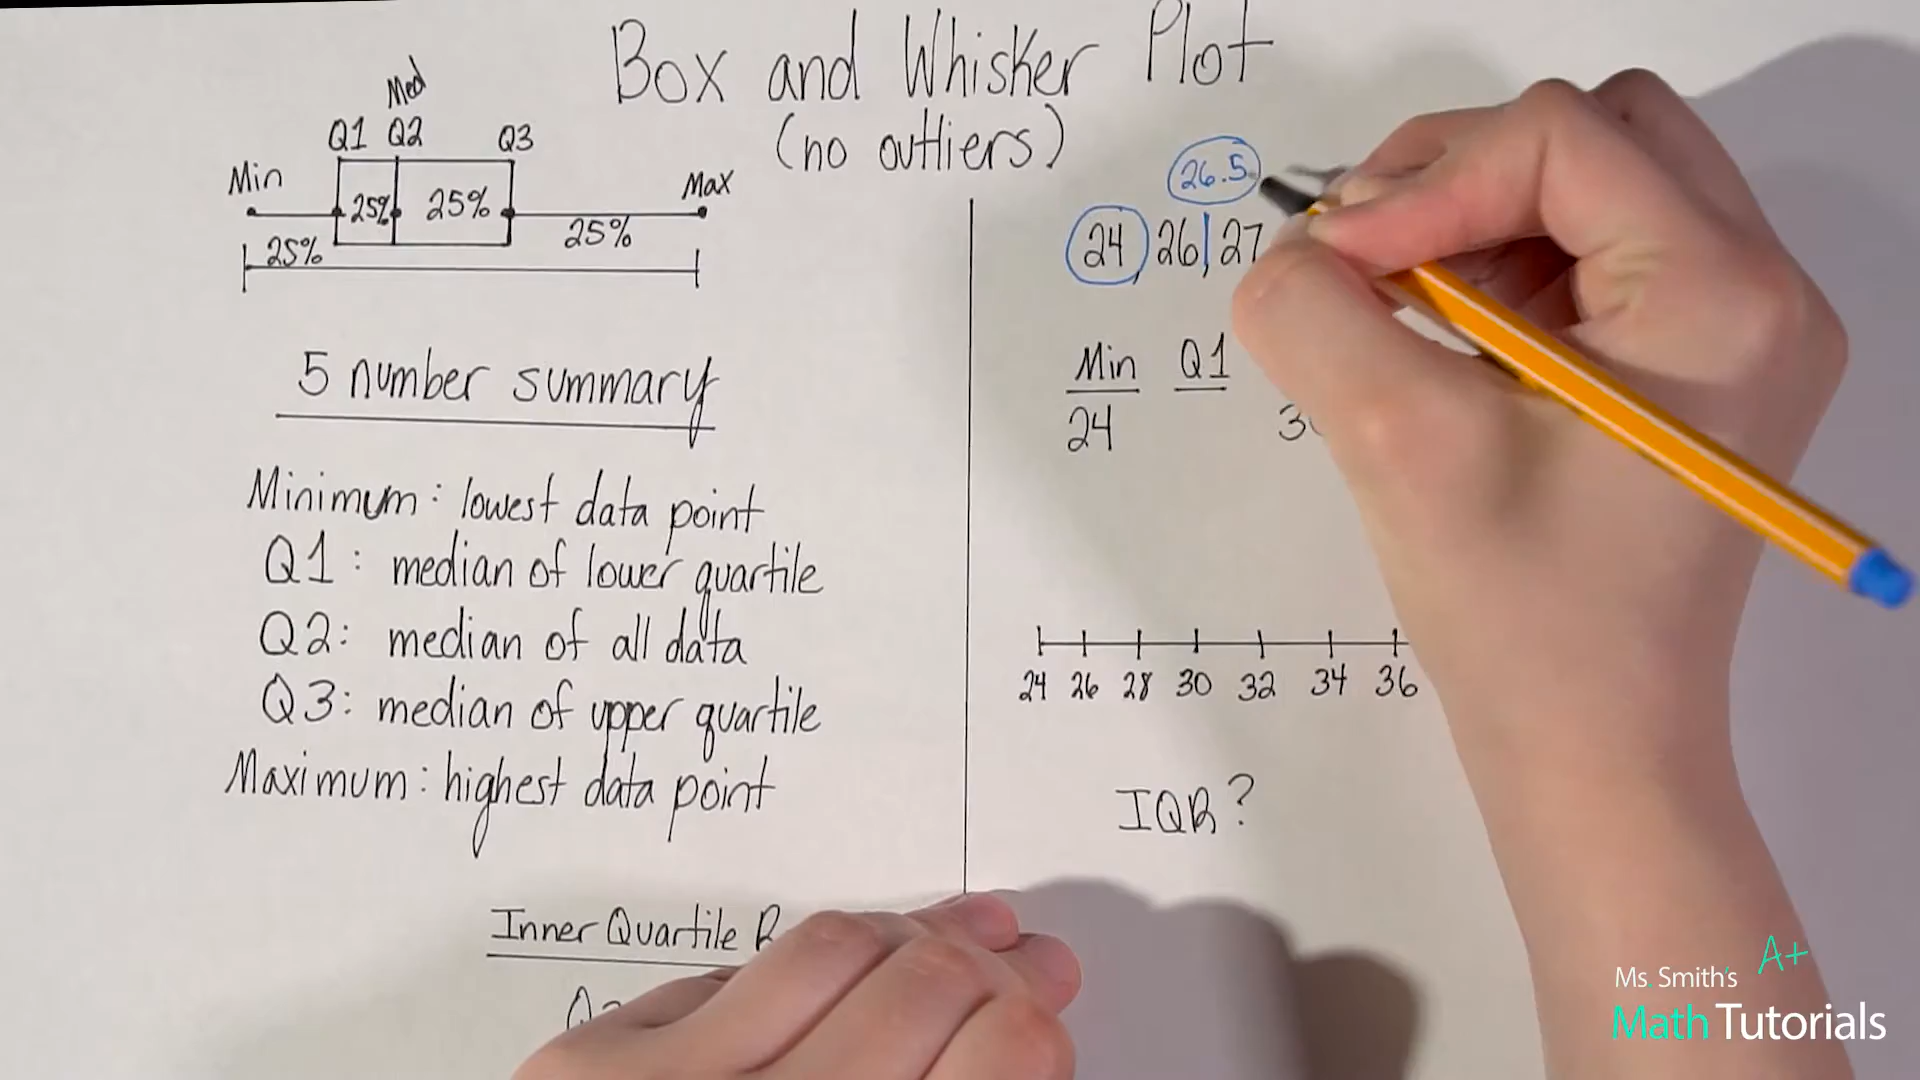 Box and Whisker Plot
(no outliers)
Med
Q1 Q2 Q3
Min Max
25% 25% 25% 25%
5 number summary
Minimum: lowest data point
Q1: median of lower quartile
Q2: median of all data
Q3: median of upper quartile
Maximum: highest data point
Inner Quartile
26.5
24, 26, 27
Min Q1
24
24 26 28 30 32 34 36
IQR?
A+
Ms. Smith's
Math Tutorials